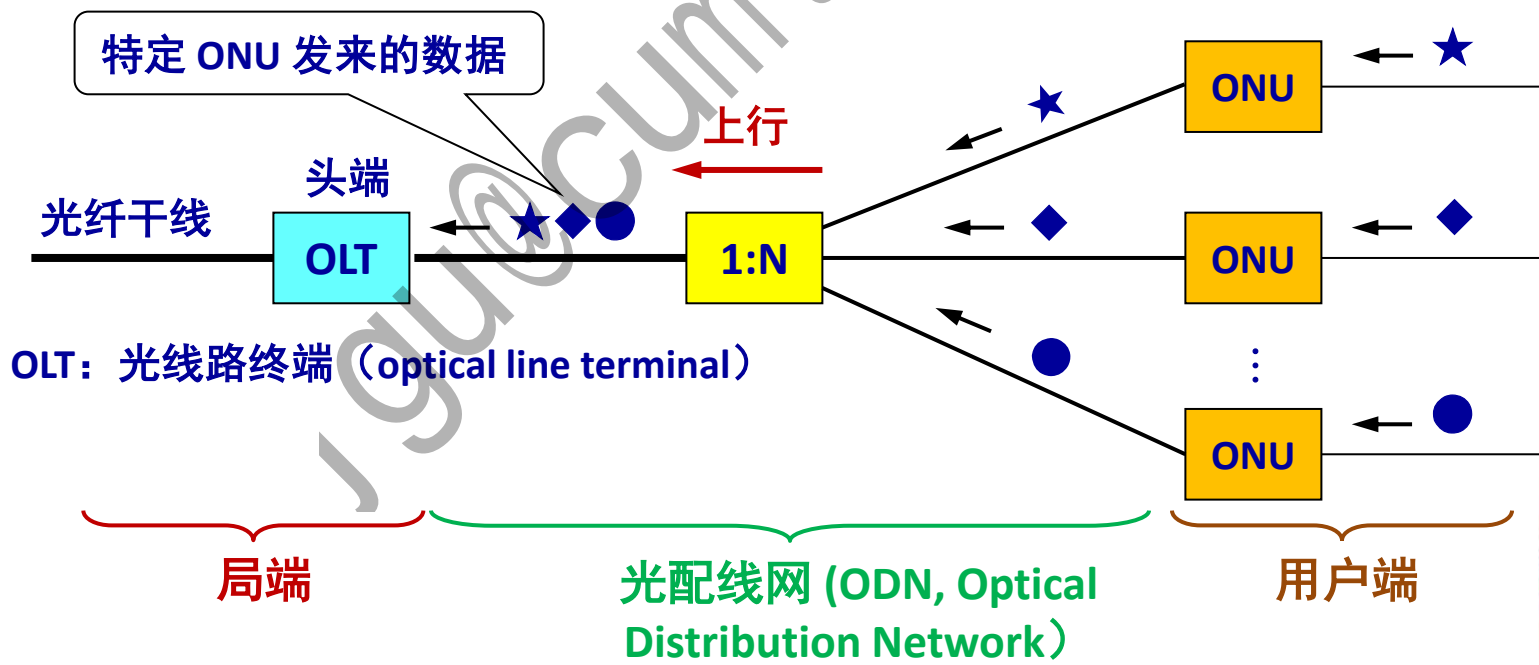 特定 ONU 发来的数据
上行
头端
光纤干线
OLT
1:N
ONU
ONU
⋮
ONU
OLT：光线路终端（optical line terminal）
局端
光配线网 (ODN, Optical
Distribution Network）
用户端
gu@cum